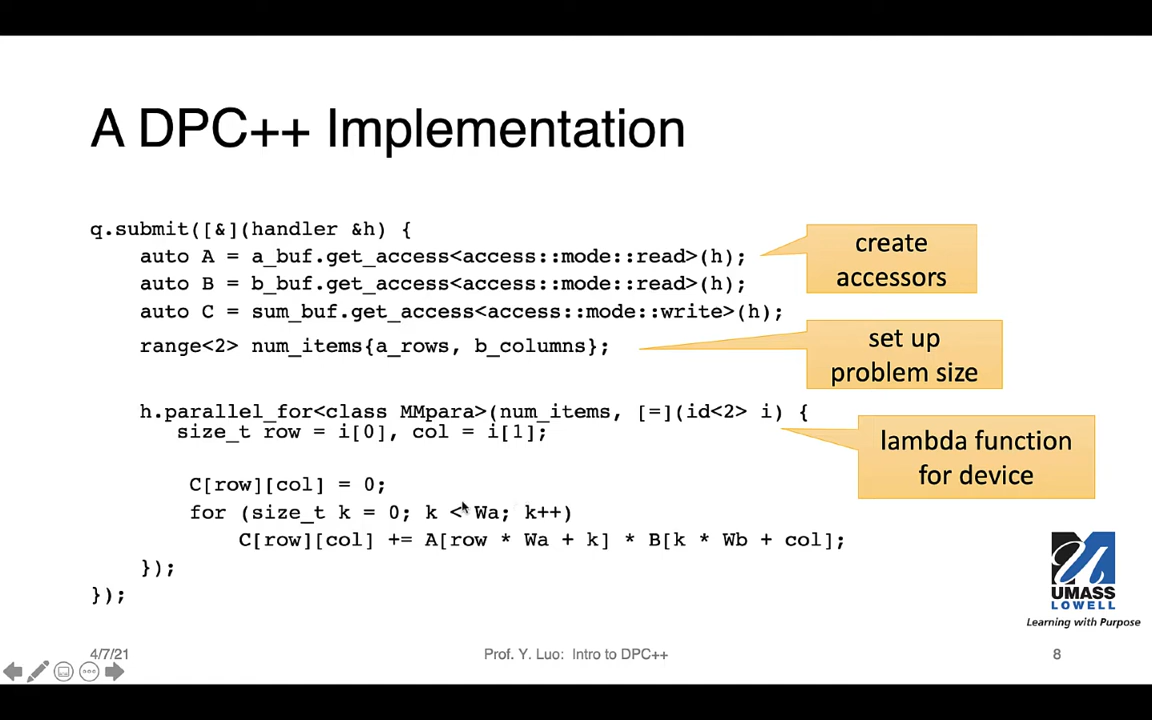 A DPC++ Implementation
q.submit([&](handler &h) {
auto A = a_buf.get_access<access::mode::read>(h);
auto B = b_buf.get_access<access::mode::read>(h);
auto C = sum_buf.get_access<access::mode::write>(h);
range<2> num_items{a_rows, b_columns};
h.parallel_for<class MMpara>(num_items, [=](id<2> i) {
size_t row = i[0], col = i[1];
C[row][col] = 0;
for (size_t k = 0; k < Wa; k++)
C[row][col] += A[row * Wa + k] * B[k * Wb + col];
});
});
create
accessors
set up
problem size
lambda function
for device
UMASS
LOWELL
Learning with Purpose
4/7/21
Prof. Y. Luo: Intro to DPC++
8